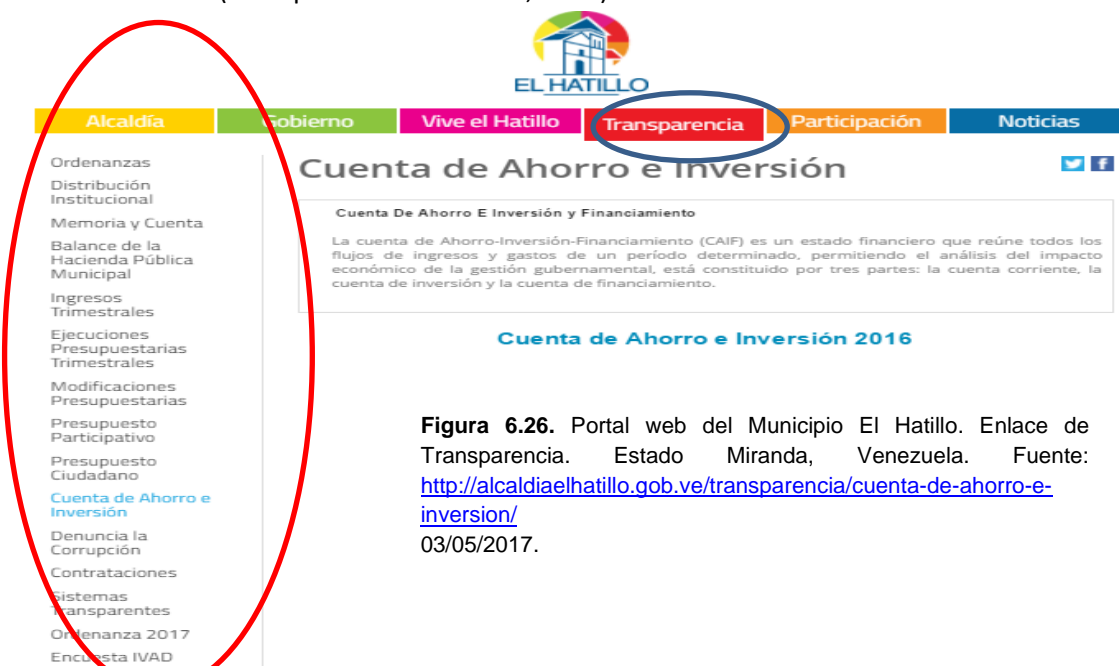 EL HATILLO
Alcaldía Gobierno Vive el Hatillo Transparencia Participación Noticias
Ordenanzas
Distribución
Institucional
Memoria y Cuenta
Balance de la
Hacienda Pública
Municipal
Ingresos
Trimestrales
Ejecuciones
Presupuestarias
Trimestrales
Modificaciones
Presupuestarias
Presupuesto
Participativo
Presupuesto
Ciudadano
Cuenta de Ahorro e
Inversión
Denuncia la
Corrupción
Contrataciones
Sistemas
Transparentes
Ordenanza 2017
Encuesta IVAD
Cuenta de Ahorro e Inversión
Cuenta De Ahorro E Inversión y Financiamiento
La cuenta de Ahorro-Inversión-Financiamiento (CAIF) es un estado financiero que reúne todos los
flujos de ingresos y gastos de un período determinado, permitiendo el análisis del impacto
económico de la gestión gubernamental, está constituido por tres partes: la cuenta corriente, la
cuenta de inversión y la cuenta de financiamiento.
Cuenta de Ahorro e Inversión 2016
Figura 6.26. Portal web del Municipio El Hatillo. Enlace de
Transparencia. Estado Miranda, Venezuela. Fuente:
http://alcaldiaelhatillo.gob.ve/transparencia/cuenta-de-ahorro-e-
inversion/
03/05/2017.